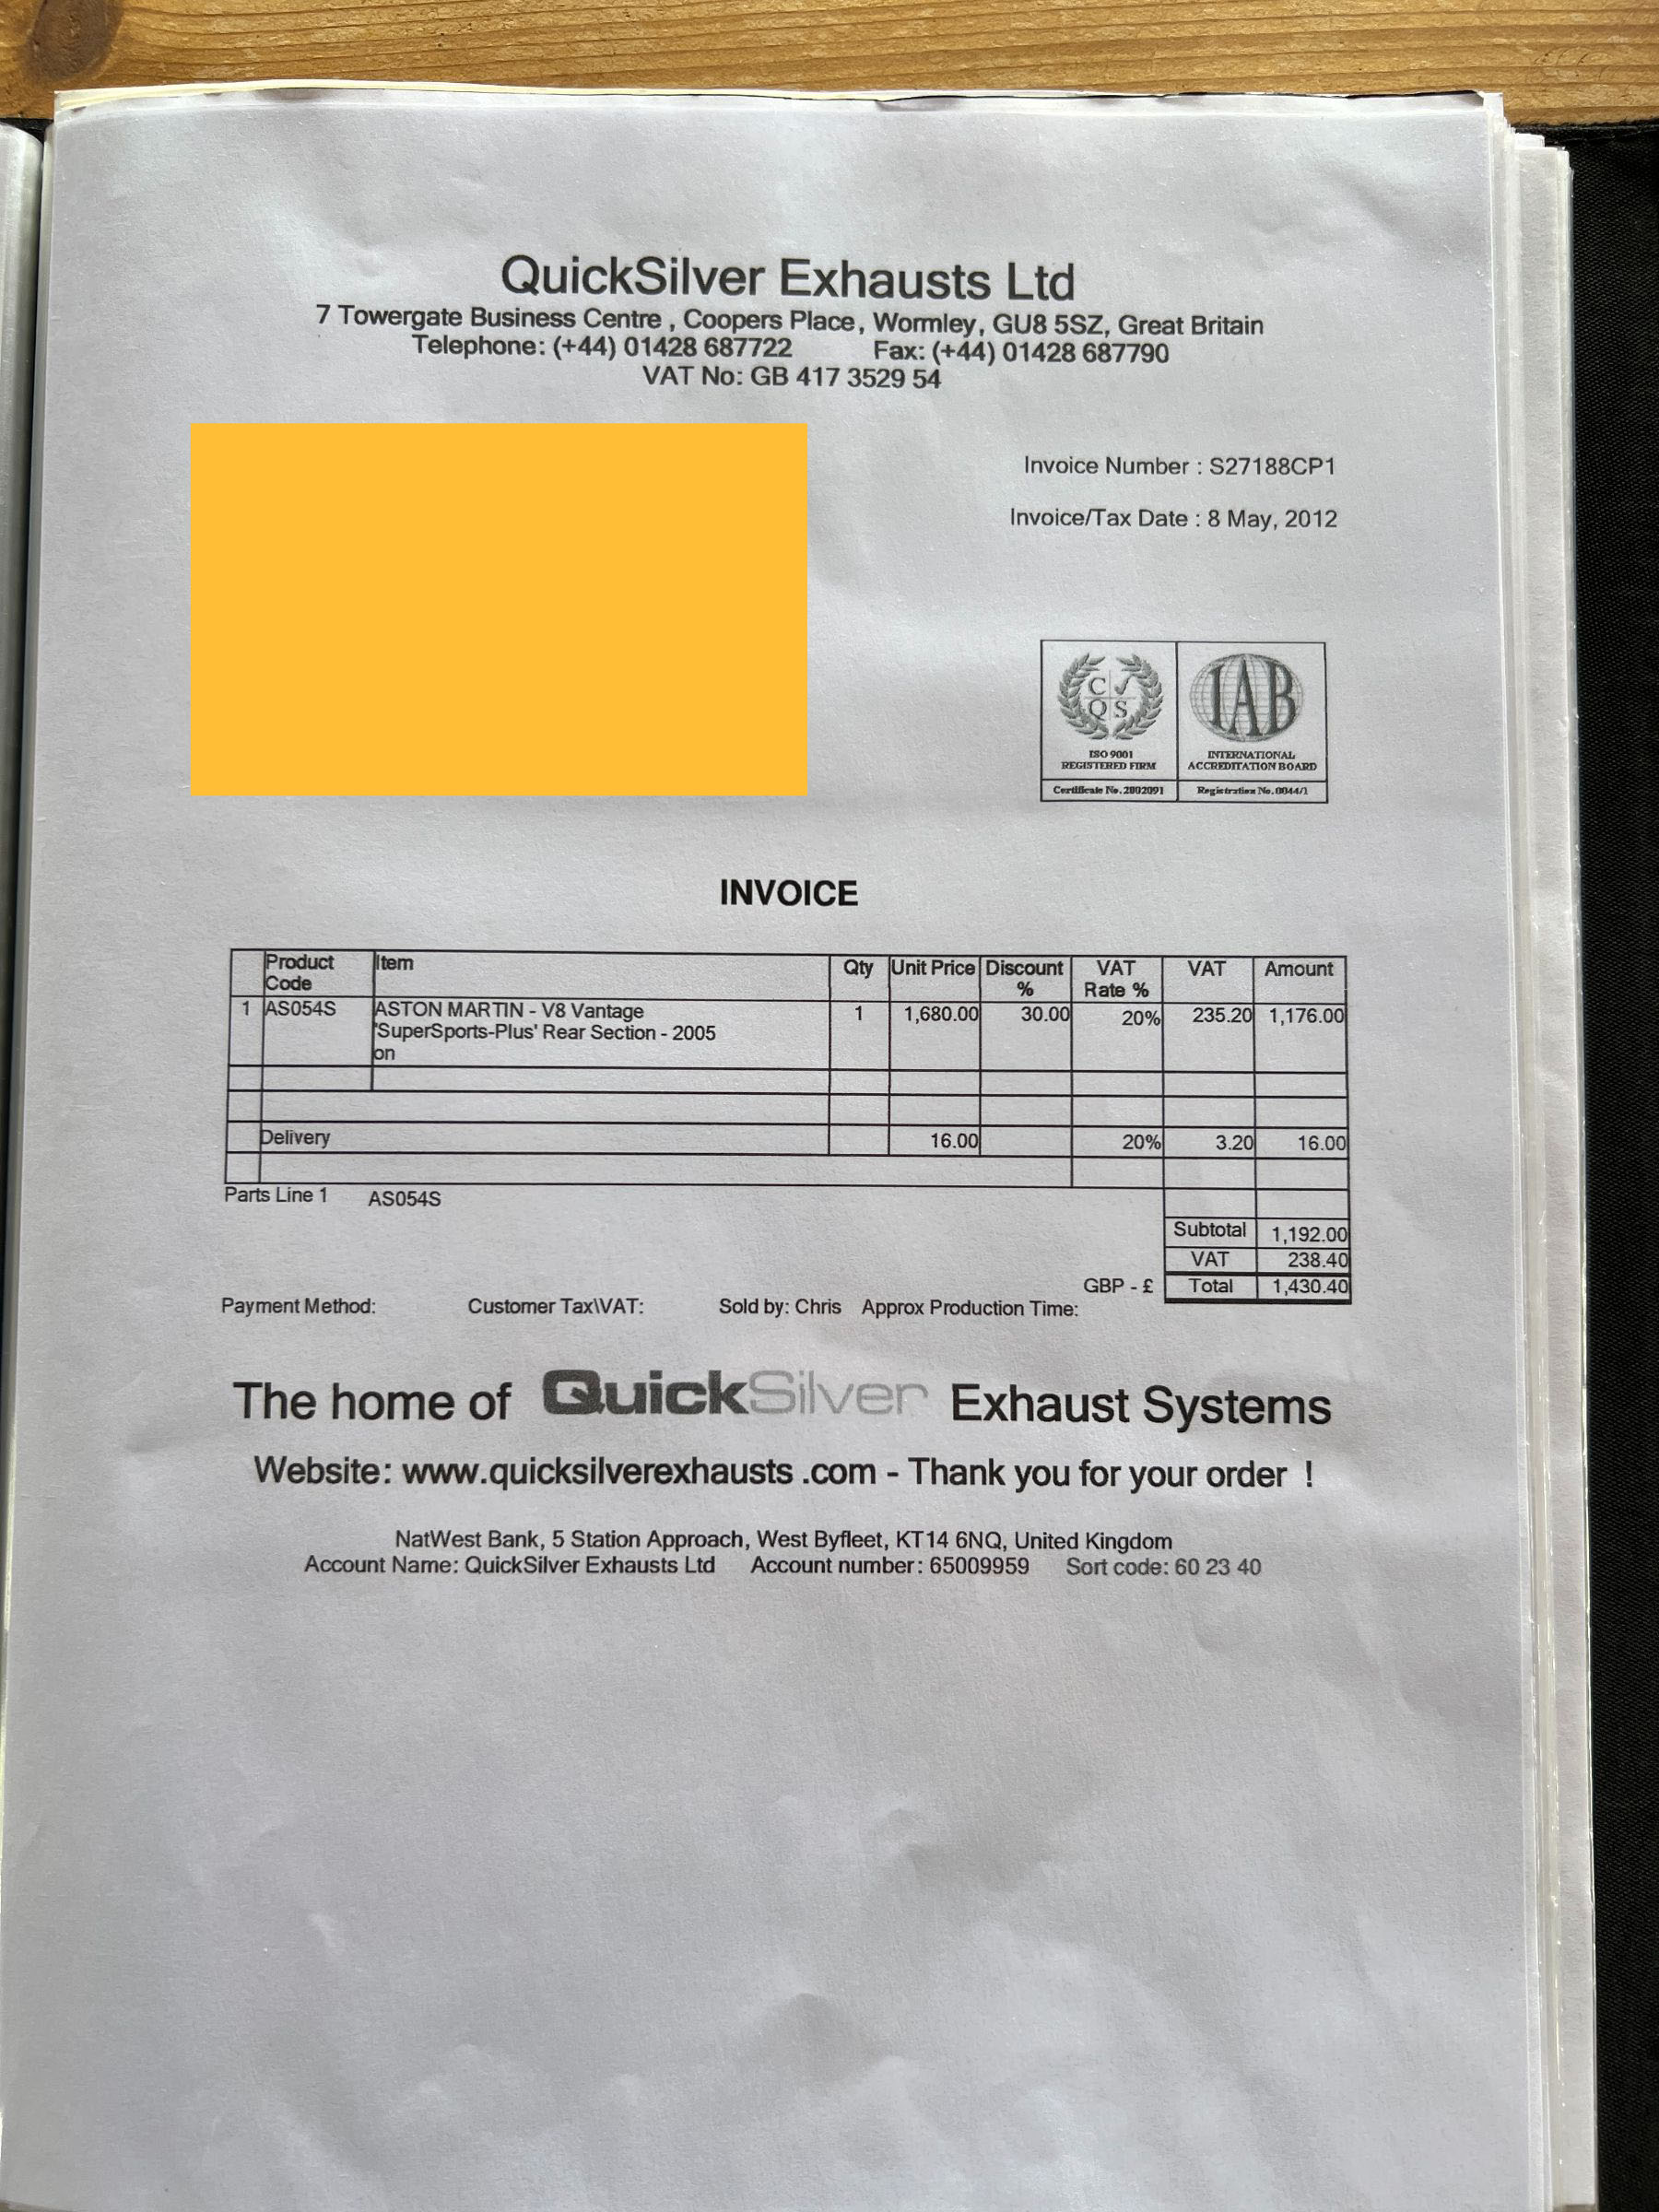 QuickSilver Exhausts Ltd
7 Towergate Business Centre , Coopers Place, Wormley, GU8 5SZ, Great Britain
Telephone: (+44) 01428 687722 Fax: (+44) 01428 687790
VAT No: GB 417 3529 54
Invoice Number : S27188CP1
Invoice/Tax Date : 8 May, 2012
C QS
IAB
ISO 9001
REGISTERED FIRM
INTERNATIONAL
ACCREDITATION BOARD
Certificate No. 2802091
Registration No. 0044/1
INVOICE
Product Code Item Qty Unit Price Discount % VAT Rate % VAT Amount
1 AS054S ASTON MARTIN - V8 Vantage 1 1,680.00 30.00 20% 235.20 1,176.00
'SuperSports-Plus' Rear Section - 2005
on
Delivery 16.00 20% 3.20 16.00
Parts Line 1 AS054S
Subtotal 1,192.00
VAT 238.40
GBP - £ Total 1,430.40
Payment Method: Customer Tax\VAT: Sold by: Chris Approx Production Time:
The home of QuickSilver Exhaust Systems
Website: www.quicksilverexhausts .com - Thank you for your order !
NatWest Bank, 5 Station Approach, West Byfleet, KT14 6NQ, United Kingdom
Account Name: QuickSilver Exhausts Ltd Account number: 65009959 Sort code: 60 23 40